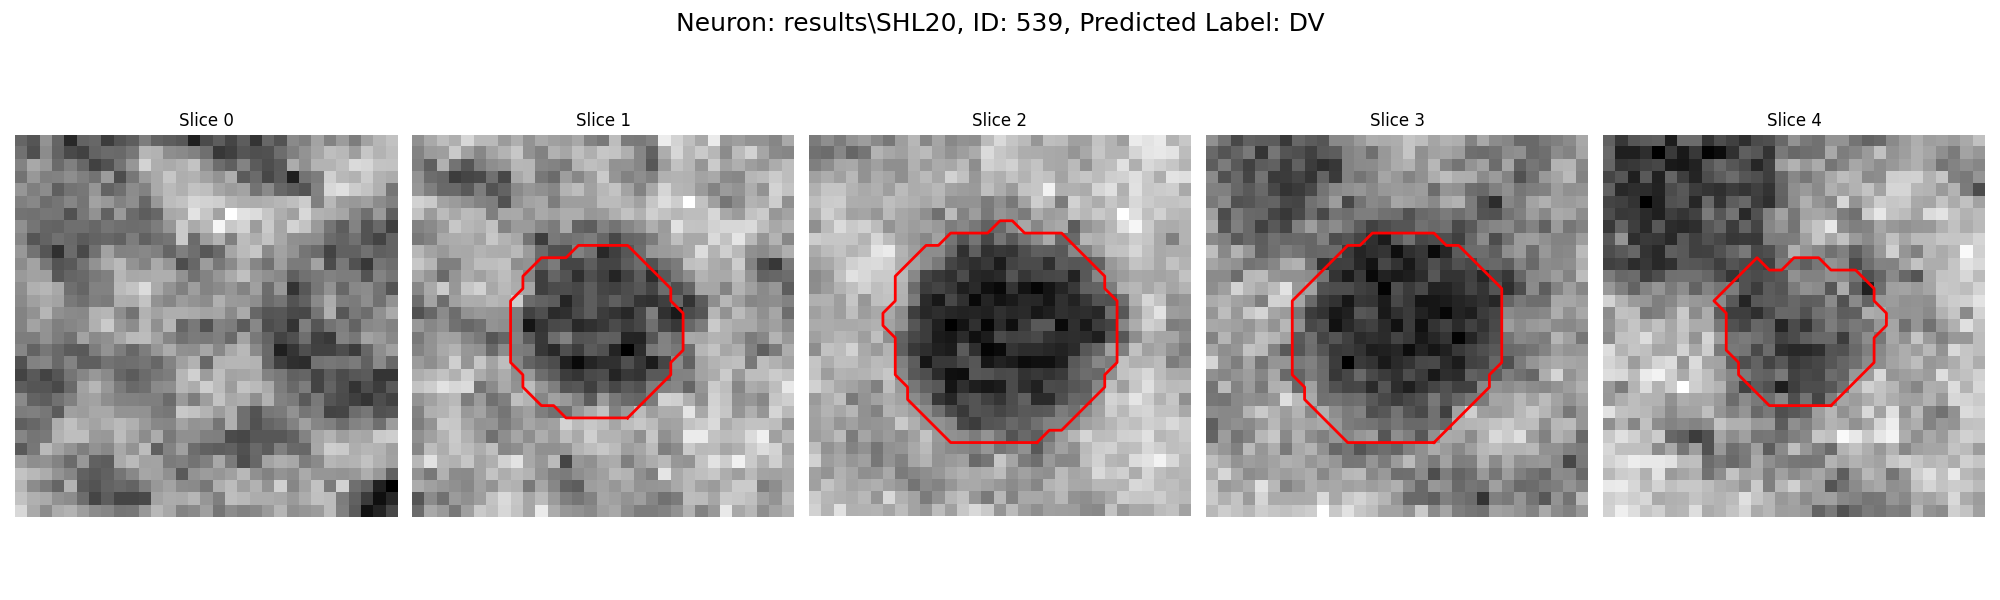 Neuron: results\SHL20, ID: 539, Predicted Label: DV
Slice 0
Slice 1
Slice 2
Slice 3
Slice 4